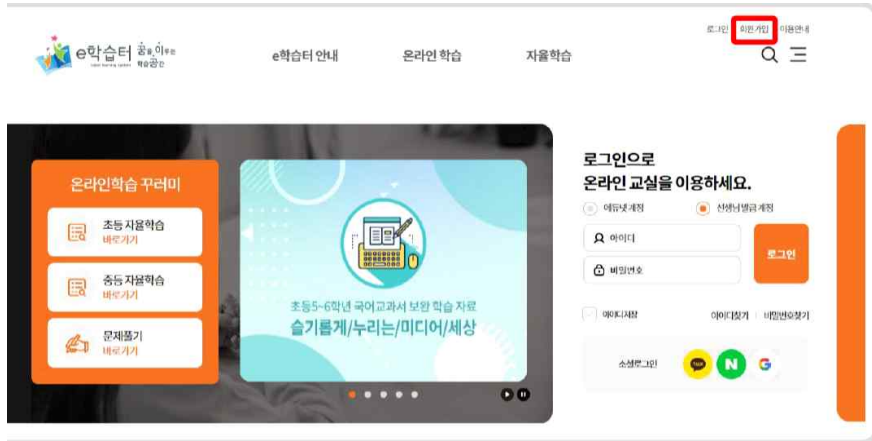 로그인 회원가입 이용안내
e학습터 꿈을 이루는
학습공간
e학습터 안내 온라인 학습 자율학습
온라인학습 꾸러미
초등 자율학습
바로가기
중등 자율학습
바로가기
문제풀기
바로가기
초등5~6학년 국어교과서 보완 학습 자료
슬기롭게/누리는/미디어/세상
로그인으로
온라인 교실을 이용하세요.
에듀넷계정 선생님발급계정
아이디
비밀번호
로그인
아이디저장 아이디찾기 비밀번호찾기
소셜로그인 TALK N G